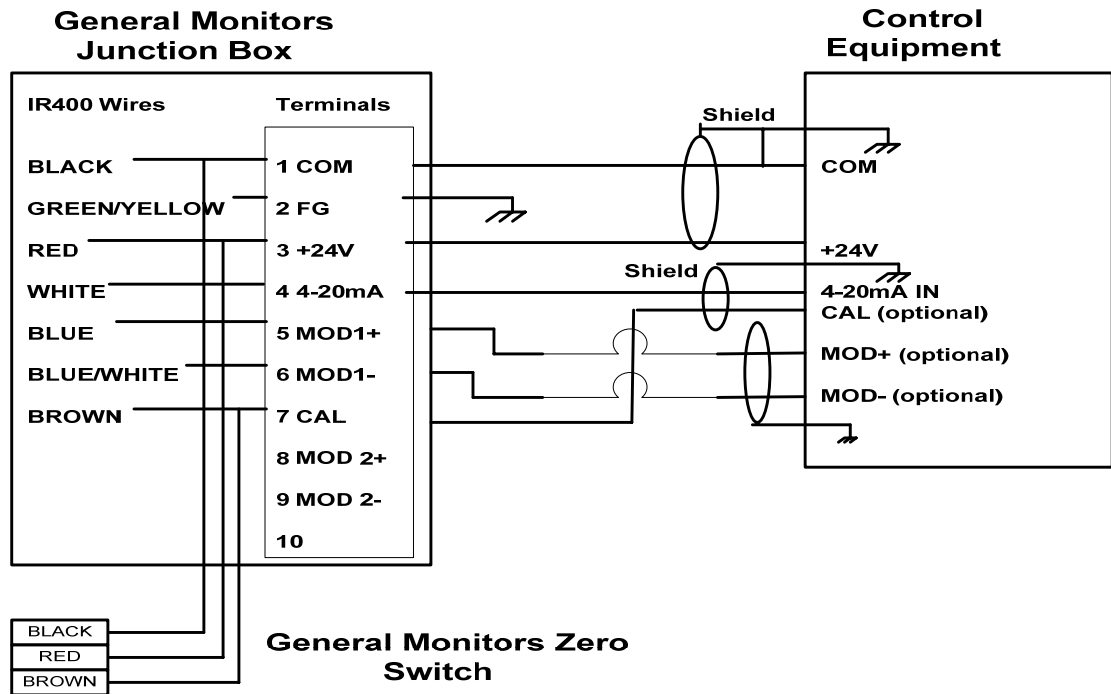 General Monitors
Junction Box
Control
Equipment
IR400 Wires
Terminals
BLACK
GREEN/YELLOW
RED
WHITE
BLUE
BLUE/WHITE
BROWN
1 COM
2 FG
3 +24V
4 4-20mA
5 MOD1+
6 MOD1-
7 CAL
8 MOD 2+
9 MOD 2-
10
Shield
Shield
COM
+24V
4-20mA IN
CAL (optional)
MOD+ (optional)
MOD- (optional)
BLACK
RED
BROWN
General Monitors Zero
Switch